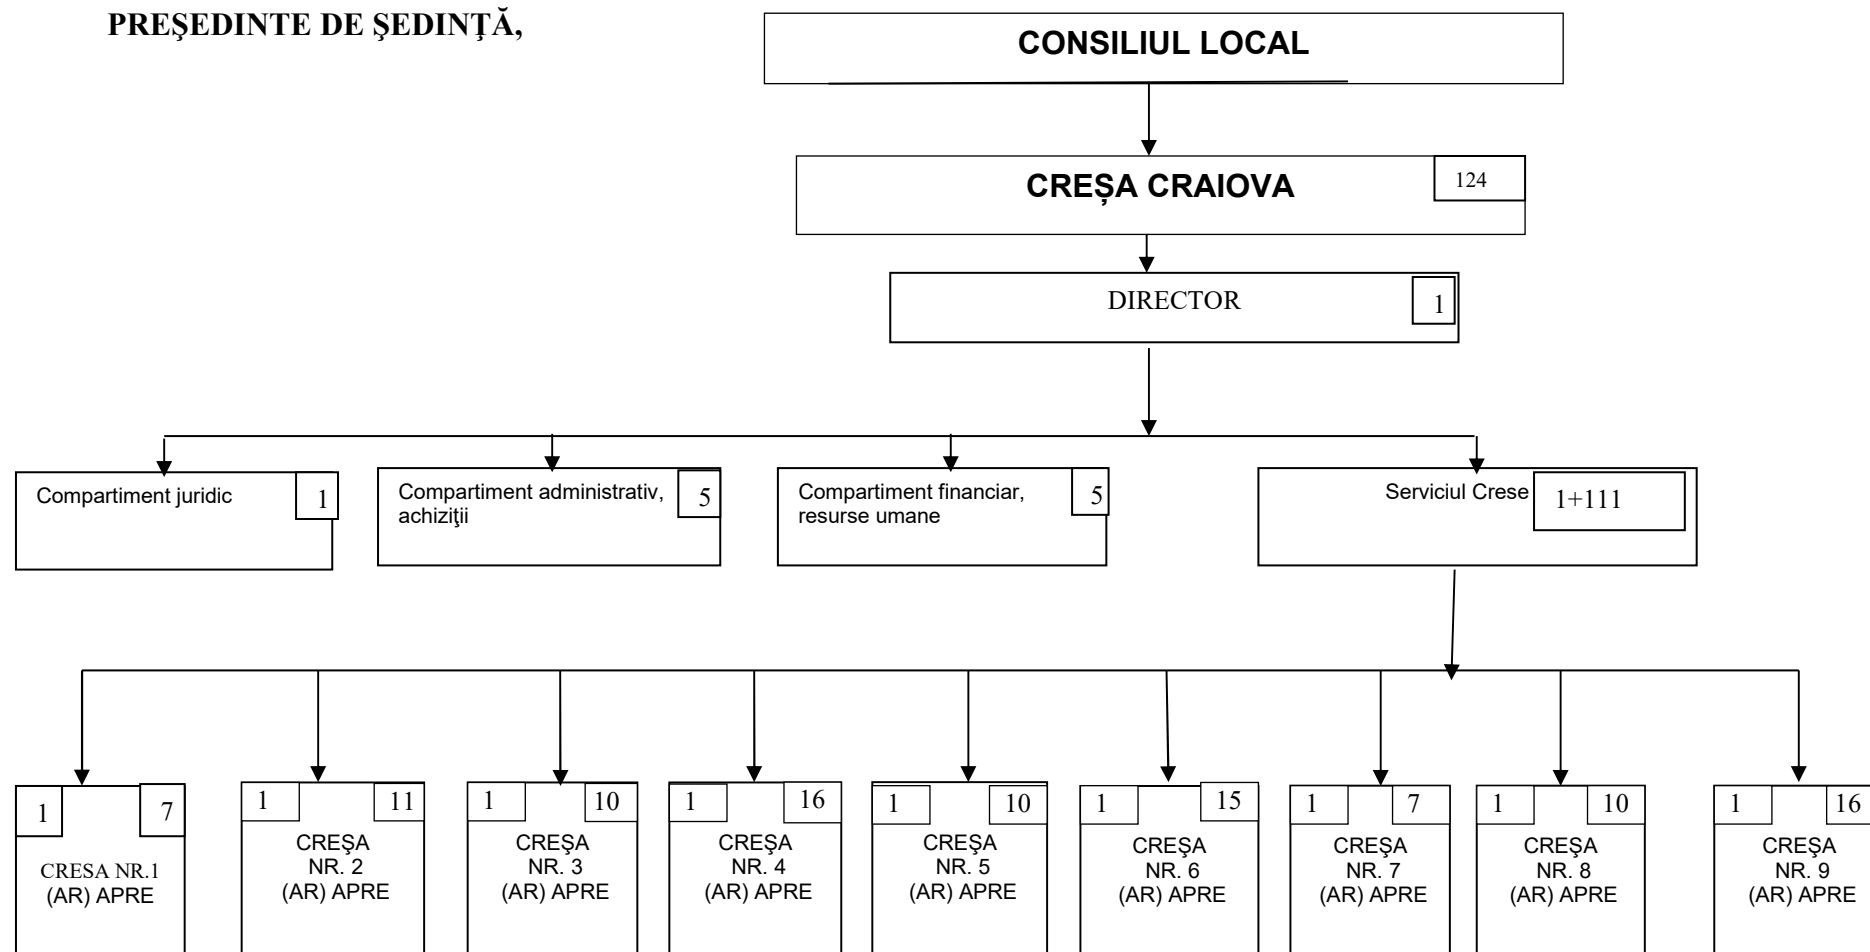 PREŞEDINTE DE ŞEDINŢĂ,
CONSILIUL LOCAL
CREȘA CRAIOVA
124
DIRECTOR
1
Compartiment juridic
1
Compartiment administrativ,
achiziţii
5
Compartiment financiar,
resurse umane
5
Serviciul Crese
1+111
1
7
CRESA NR.1
(AR) APRE
1
11
CREŞA
NR. 2
(AR) APRE
1
10
CREŞA
NR. 3
(AR) APRE
1
16
CREŞA
NR. 4
(AR) APRE
1
10
CREŞA
NR. 5
(AR) APRE
1
15
CREŞA
NR. 6
(AR) APRE
1
7
CREŞA
NR. 7
(AR) APRE
1
10
CREŞA
NR. 8
(AR) APRE
1
16
CREŞA
NR. 9
(AR) APRE